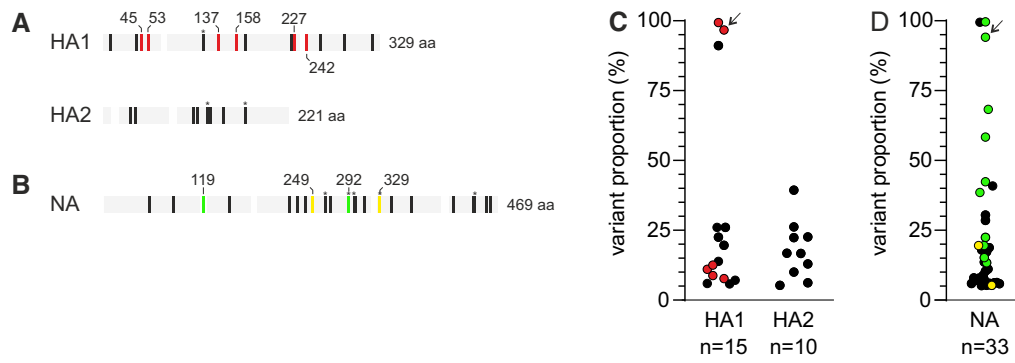 A
45 53 137 158 227
*
HA1 329 aa
242
* *
HA2 221 aa
B
119 249 292 329
* * * * *
NA 469 aa
C
variant proportion (%)
100
75
50
25
0
HA1 HA2
n=15 n=10
D
variant proportion (%)
100
75
50
25
0
NA
n=33